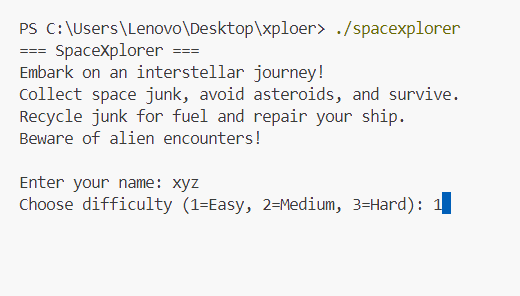 PS C:\Users\Lenovo\Desktop\xploer> ./spacexplorer
=== SpaceXplorer ===
Embark on an interstellar journey!
Collect space junk, avoid asteroids, and survive.
Recycle junk for fuel and repair your ship.
Beware of alien encounters!

Enter your name: xyz
Choose difficulty (1=Easy, 2=Medium, 3=Hard): 1